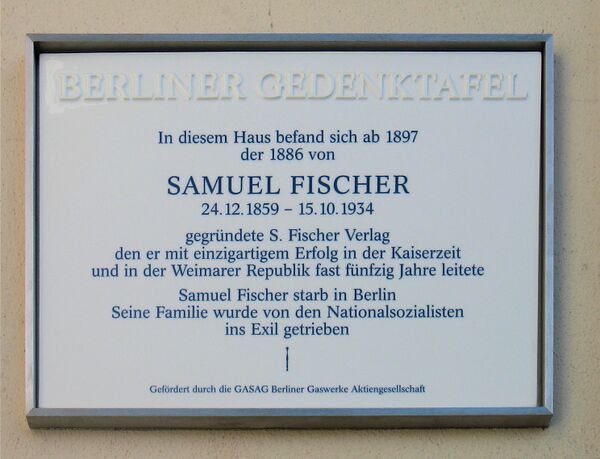 BERLINER GEDENKTAFEL
In diesem Haus befand sich ab 1897
der 1886 von
SAMUEL FISCHER
24.12.1859 – 15.10.1934
gegründete S. Fischer Verlag
den er mit einzigartigem Erfolg in der Kaiserzeit
und in der Weimarer Republik fast fünfzig Jahre leitete
Samuel Fischer starb in Berlin
Seine Familie wurde von den Nationalsozialisten
ins Exil getrieben
Gefördert durch die GASAG Berliner Gaswerke Aktiengesellschaft